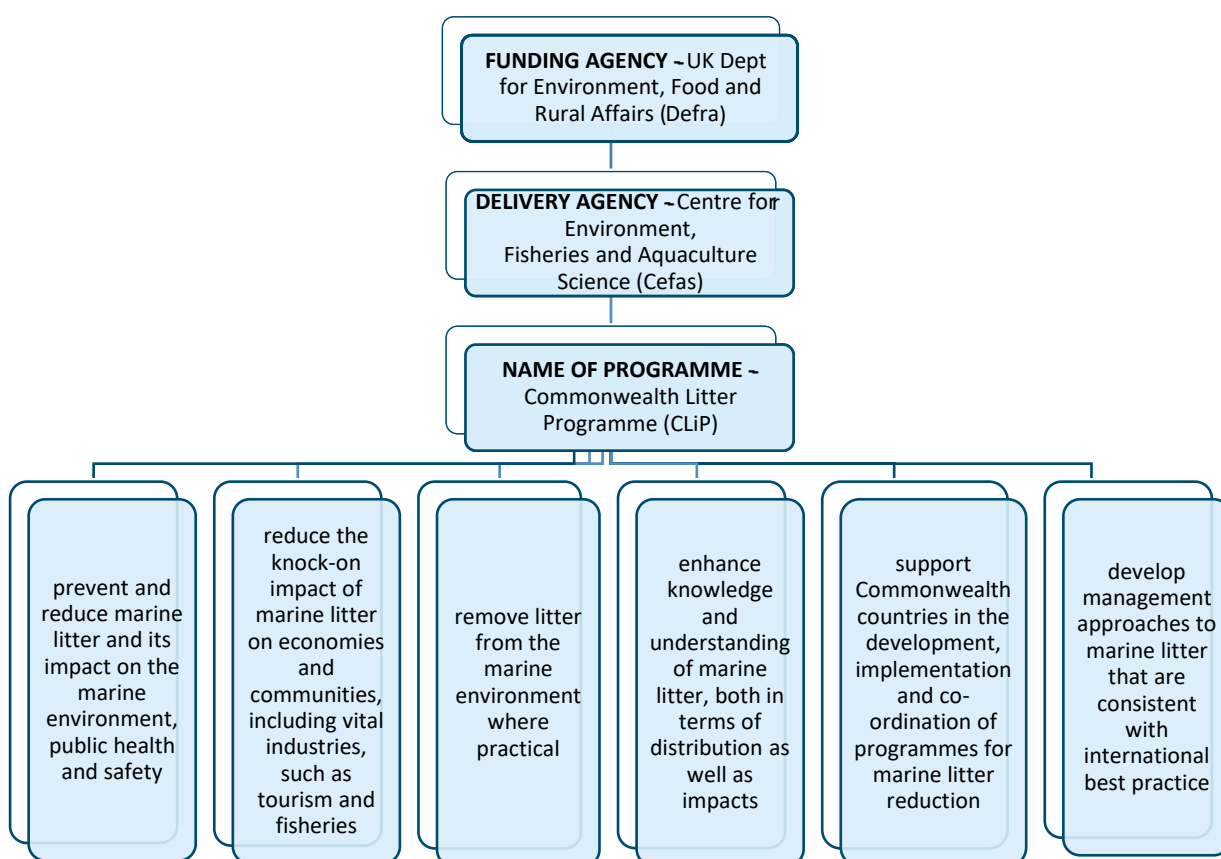 FUNDING AGENCY - UK Dept
for Environment, Food and
Rural Affairs (Defra)
DELIVERY AGENCY - Centre for
Environment,
Fisheries and Aquaculture
Science (Cefas)
NAME OF PROGRAMME -
Commonwealth Litter
Programme (CLiP)
prevent and
reduce marine
litter and its
impact on the
marine
environment,
public health
and safety
reduce the
knock-on
impact of
marine litter
on economies
and
communities,
including vital
industries,
such as
tourism and
fisheries
remove litter
from the
marine
environment
where
practical
enhance
knowledge
and
understanding
of marine
litter, both in
terms of
distribution as
well as
impacts
support
Commonwealth
countries in the
development,
implementation
and co-
ordination of
programmes for
marine litter
reduction
develop
management
approaches to
marine litter
that are
consistent
with
international
best practice